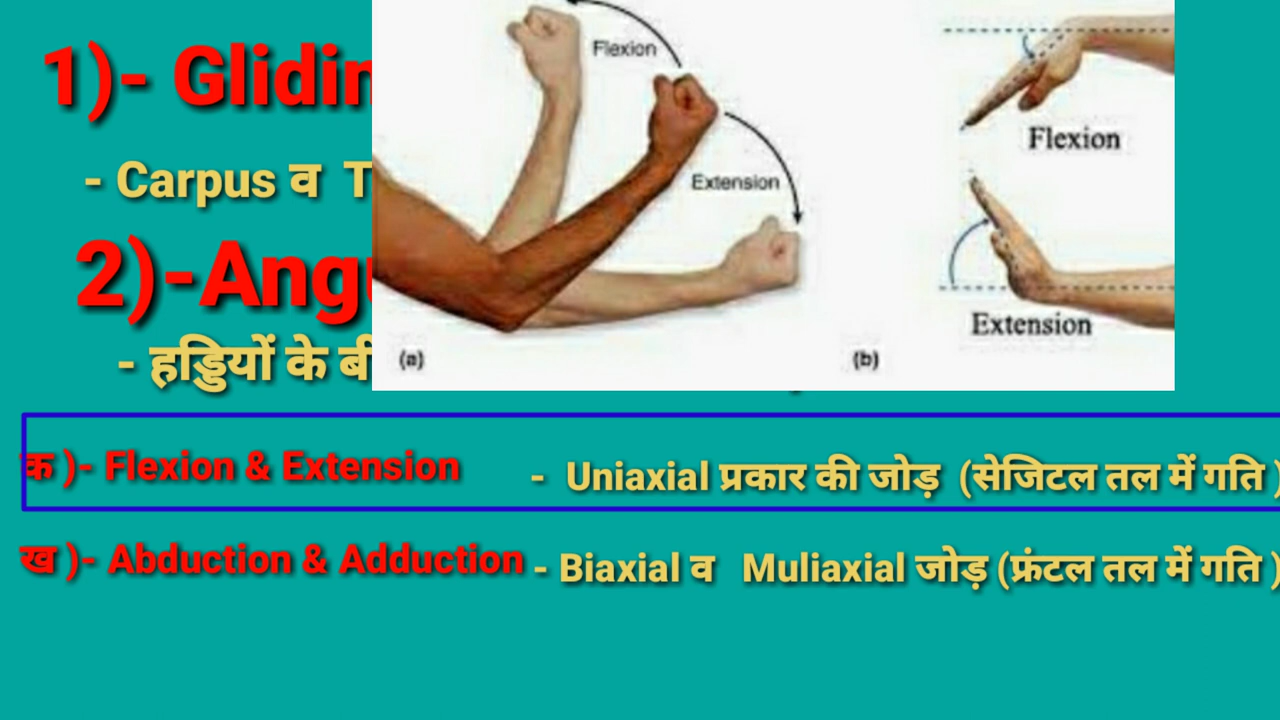 1)- Glidin
- Carpus व T
2)-Angu
- हड्डियों के बी
Flexion
Extension
(a)
Flexion
Extension
(b)
क )- Flexion & Extension - Uniaxial प्रकार की जोड़ (सेजिटल तल में गति )
ख )- Abduction & Adduction - Biaxial व Muliaxial जोड़ (फ्रंटल तल में गति )